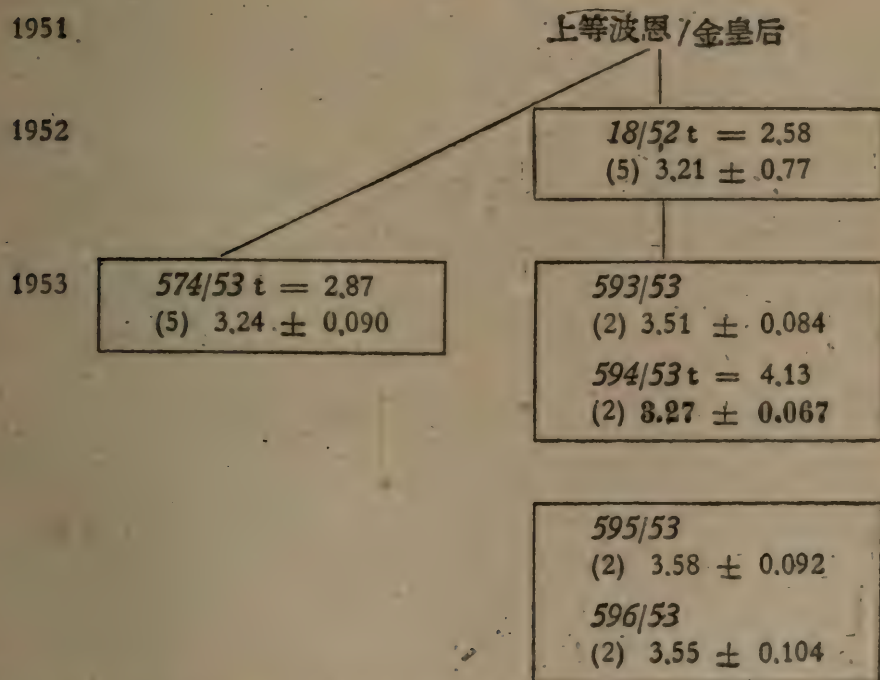 1951 上等波恩/金皇后
1952 18/52 t = 2.58
(5) 3.21 ± 0.77
1953 574/53 t = 2.87
(5) 3.24 ± 0.090
593/53
(2) 3.51 ± 0.084
594/53 t = 4.13
(2) 3.27 ± 0.067
595/53
(2) 3.58 ± 0.092
596/53
(2) 3.55 ± 0.104